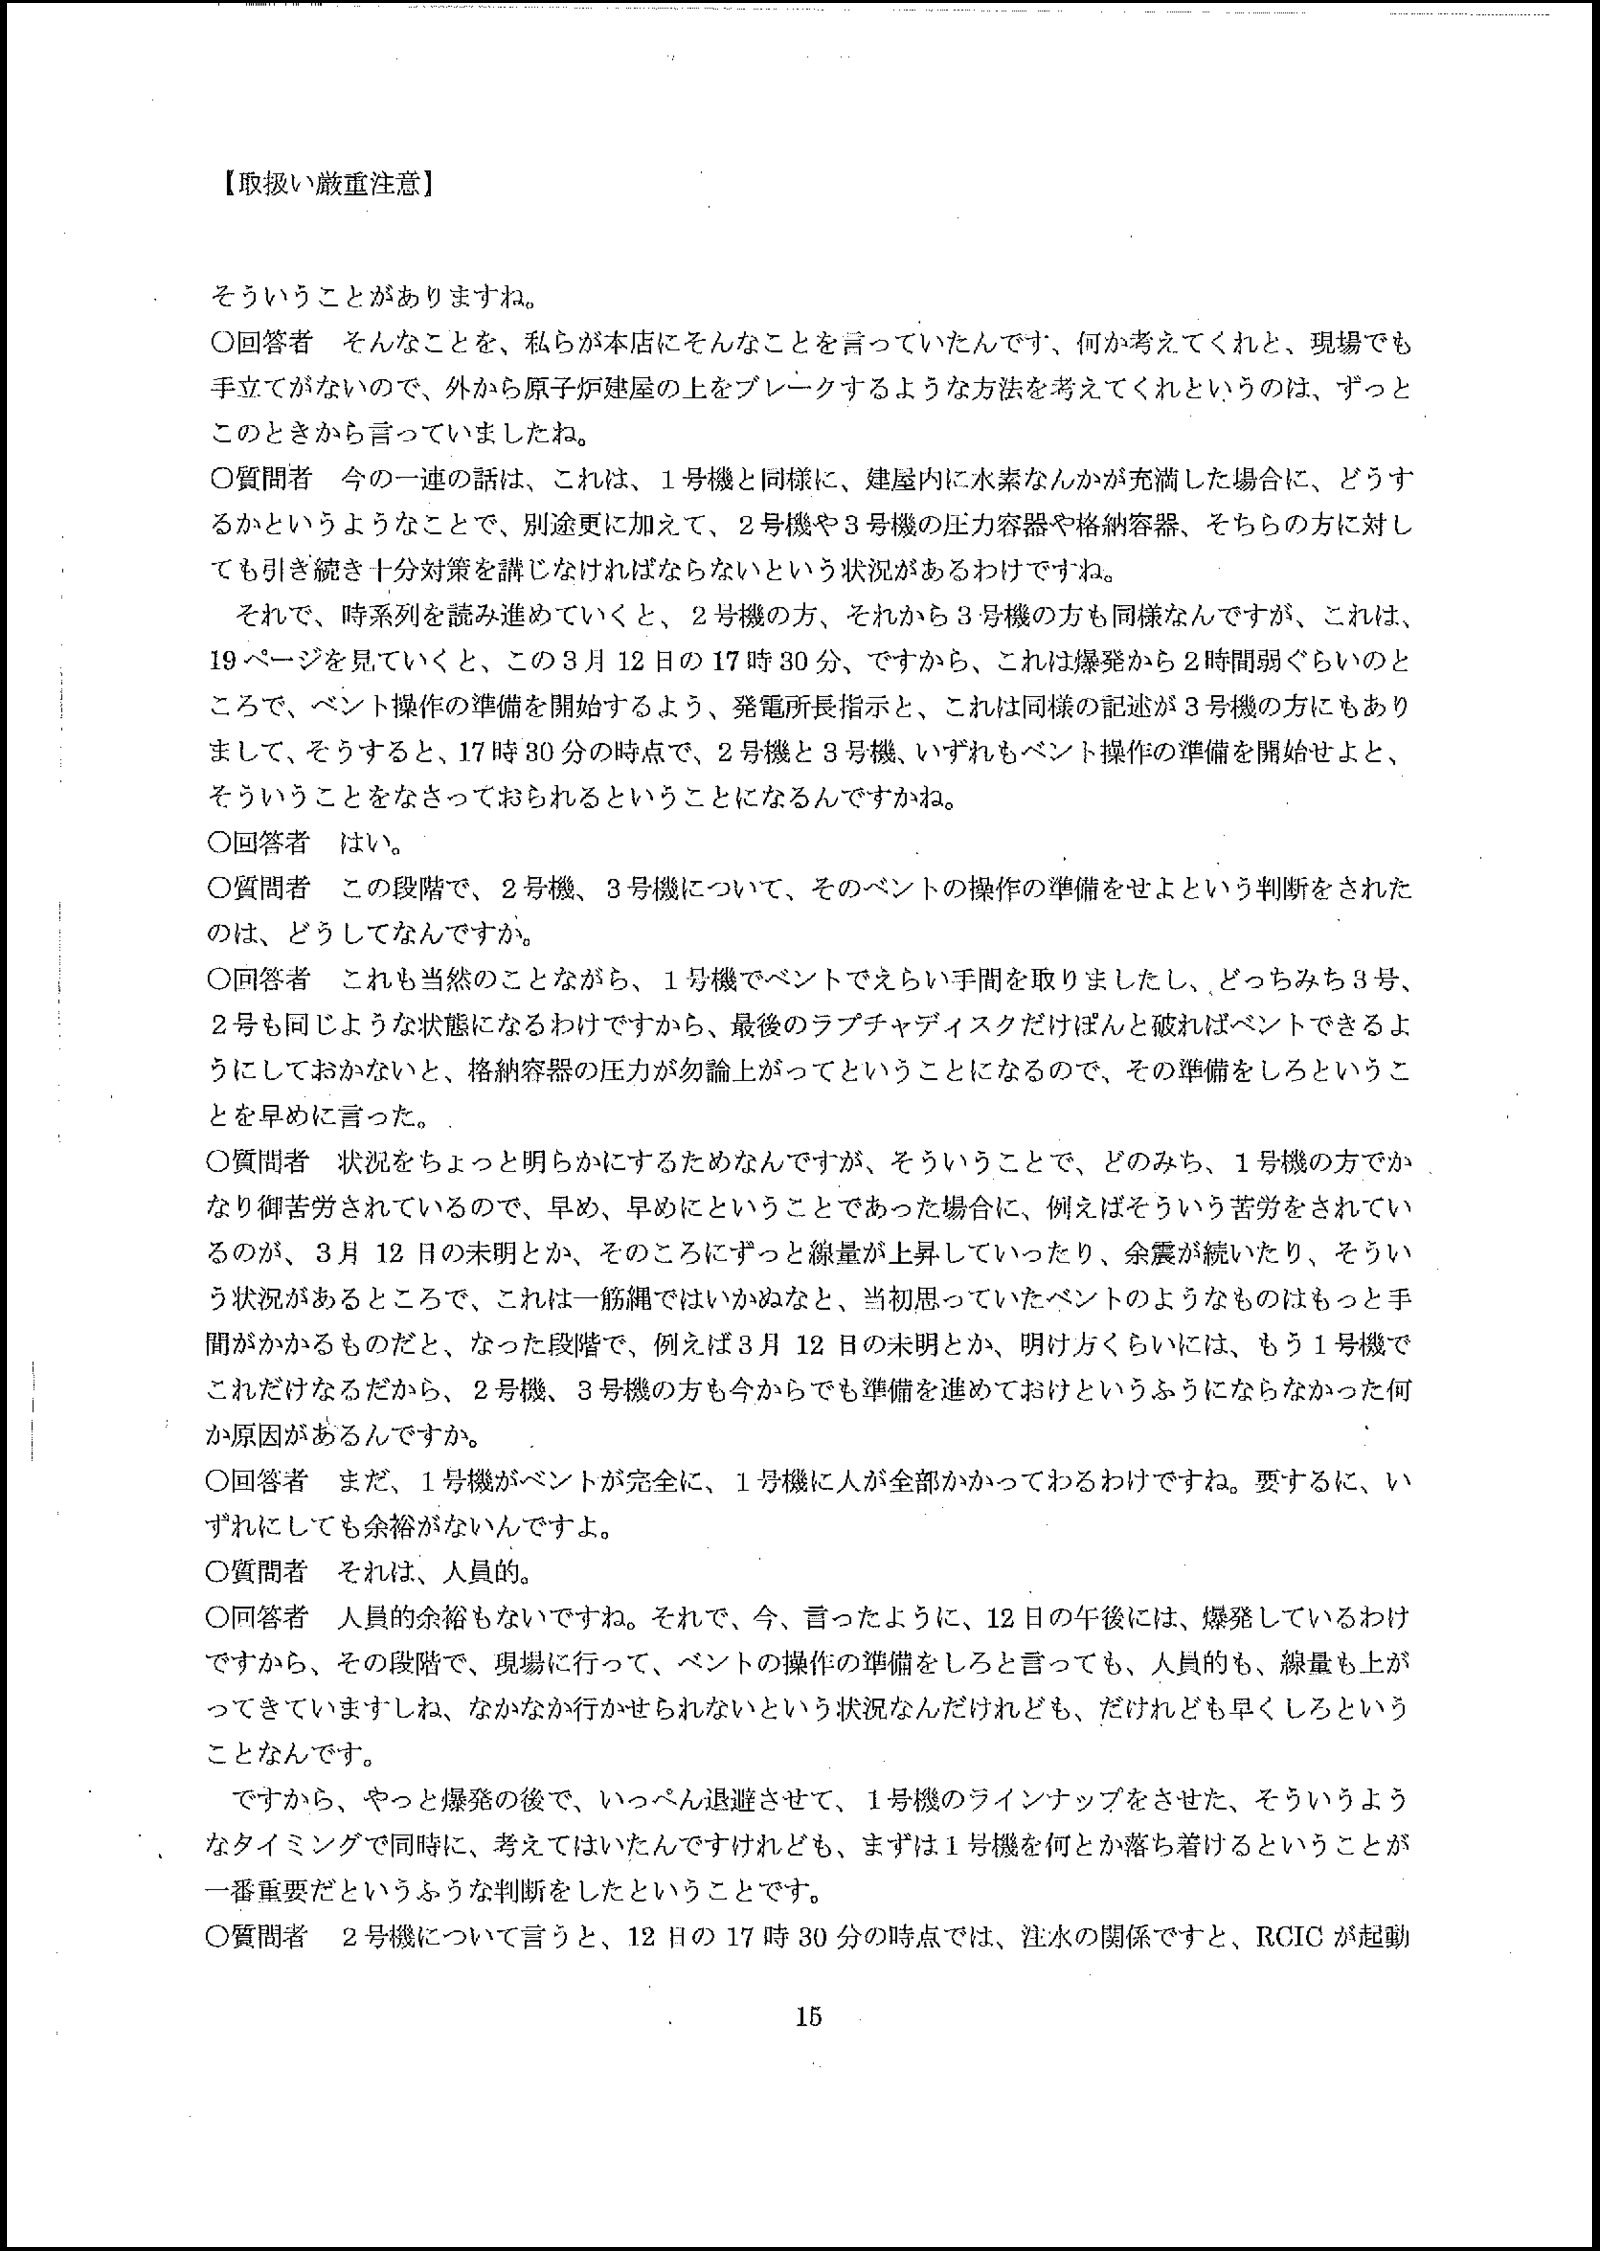 【取扱い厳重注意】
そういうことがありますね。
○回答者　そんなことを、私らが本店にそんなことを言っていたんです、何か考えてくれと、現場でも
手立てがないので、外から原子炉建屋の上をブレークするような方法を考えてくれというのは、ずっと
このときから言っていましたね。
○質問者　今の一連の話は、これは、１号機と同様に、建屋内に水素なんかが充満した場合に、どうす
るかというようなことで、別途更に加えて、２号機や３号機の圧力容器や格納容器、そちらの方に対し
ても引き続き十分対策を講じなければならないという状況があるわけですね。
　それで、時系列を読み進めていくと、２号機の方、それから３号機の方も同様なんですが、これは、
19 ページを見ていくと、この３月 12 日の 17 時 30 分、ですから、これは爆発から２時間弱ぐらいのと
ころで、ベント操作の準備を開始するよう、発電所長指示と、これは同様の記述が３号機の方にもあり
まして、そうすると、17 時 30 分の時点で、２号機と３号機、いずれもベント操作の準備を開始せよと、
そういうことをなさっておられるということになるんですかね。
○回答者　はい。
○質問者　この段階で、２号機、３号機について、そのベントの操作の準備をせよという判断をされた
のは、どうしてなんですか。
○回答者　これも当然のことながら、１号機でベントでえらい手間を取りましたし、どっちみち３号、
２号も同じような状態になるわけですから、最後のラプチャディスクだけぽんと破ればベントできるよ
うにしておかないと、格納容器の圧力が勿論上がってということになるので、その準備をしろというこ
とを早めに言った。
○質問者　状況をちょっと明らかにするためなんですが、そういうことで、どのみち、１号機の方でか
なり御苦労されているので、早め、早めにということであった場合に、例えばそういう苦労をされてい
るのが、３月 12 日の未明とか、そのころにずっと線量が上昇していったり、余震が続いたり、そうい
う状況があるところで、これは一筋縄ではいかぬなと、当初思っていたベントのようなものはもっと手
間がかかるものだと、なった段階で、例えば３月 12 日の未明とか、明け方くらいには、もう１号機で
これだけなるだから、２号機、３号機の方も今からでも準備を進めておけというふうにならなかった何
か原因があるんですか。
○回答者　まだ、１号機がベントが完全に、１号機に人が全部かかってわるわけですね。要するに、い
ずれにしても余裕がないんですよ。
○質問者　それは、人員的。
○回答者　人員的余裕もないですね。それで、今、言ったように、12 日の午後には、爆発しているわけ
ですから、その段階で、現場に行って、ベントの操作の準備をしろと言っても、人員的も、線量も上が
ってきていますしね、なかなか行かせられないという状況なんだけれども、だけれども早くしろという
ことなんです。
　ですから、やっと爆発の後で、いっぺん退避させて、１号機のラインナップをさせた、そういうよう
なタイミングで同時に、考えてはいたんですけれども、まずは１号機を何とか落ち着けるということが
一番重要だというふうな判断をしたということです。
○質問者　２号機について言うと、12 日の 17 時 30 分の時点では、注水の関係ですと、RCIC が起動
15